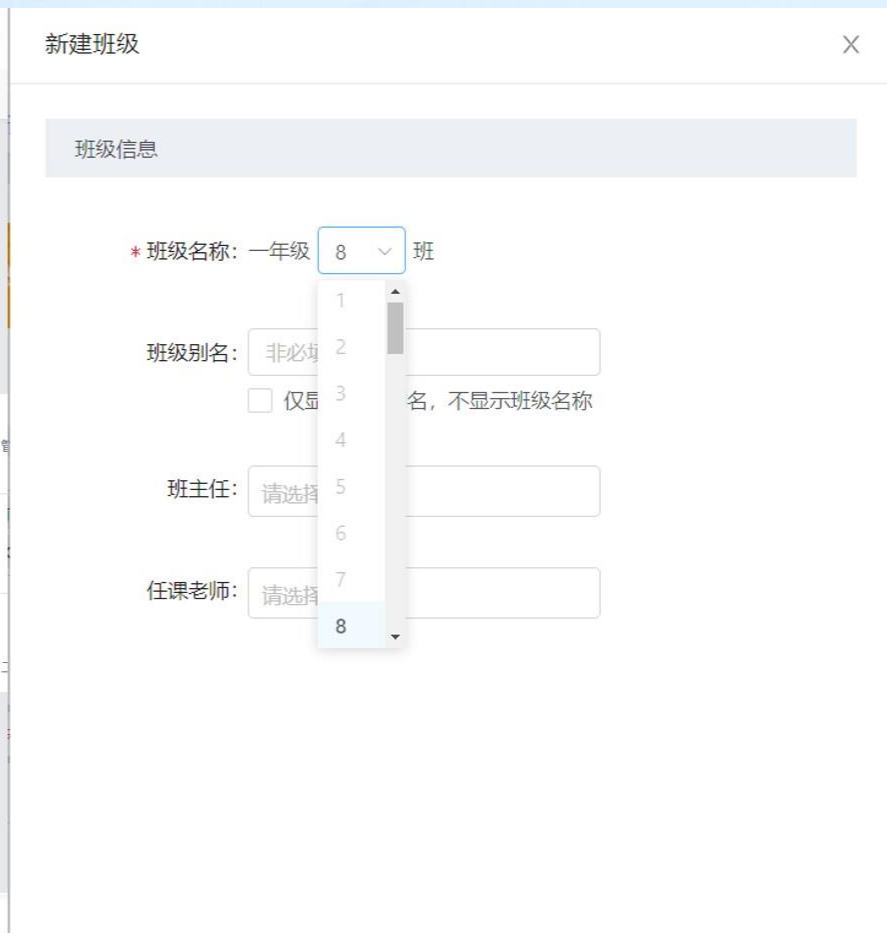 新建班级
班级信息
* 班级名称: 一年级 8 班
1
班级别名: 非必填
2
仅显 名，不显示班级名称
3
4
班主任: 请选择
5
6
7
任课老师: 请选择
8